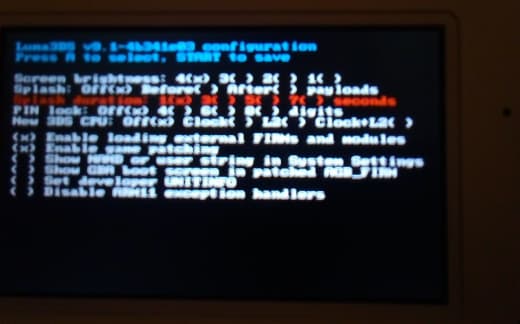 Luma3DS v9.1-4b341e03 configuration
Press A to select, START to save
Screen brightness: 4(x) 3( ) 2( ) 1( )
Splash: Off(x) Before( ) After( ) payloads
Splash duration: 1(x) 3( ) 5( ) 7( ) seconds
PIN lock: Off(x) 4( ) 6( ) 8( ) digits
New 3DS CPU: Off(x) Clock( ) L2( ) Clock+L2( )
(x) Enable loading external FIRMs and modules
(x) Enable game patching
( ) Show NAND or user string in System Settings
( ) Show GBA boot screen in patched AGB_FIRM
( ) Set developer UNITINFO
( ) Disable ARM11 exception handlers